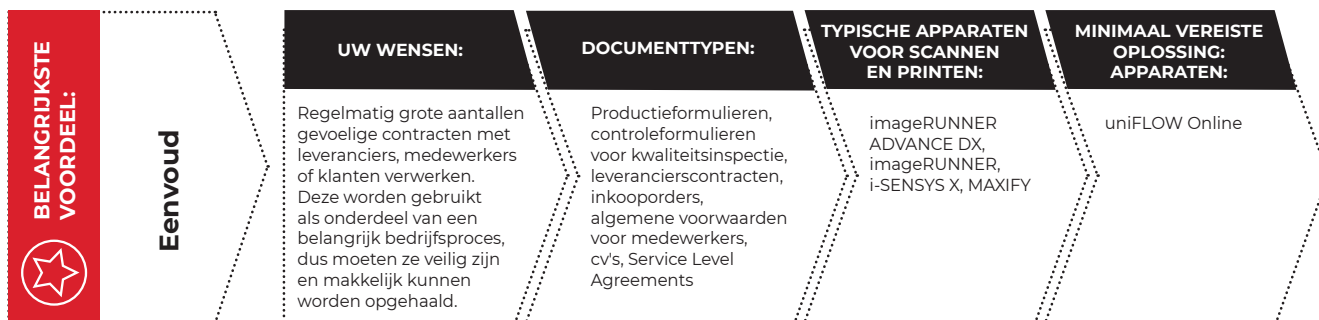 BELANGRIJKSTE
VOORDEEL:
Eenvoud
UW WENSEN:
Regelmatig grote aantallen
gevoelige contracten met
leveranciers, medewerkers
of klanten verwerken.
Deze worden gebruikt
als onderdeel van een
belangrijk bedrijfsproces,
dus moeten ze veilig zijn
en makkelijk kunnen
worden opgehaald.
DOCUMENTTYPEN:
Productieformulieren,
controleformulieren
voor kwaliteitsinspectie,
leverancierscontracten,
inkooporders,
algemene voorwaarden
voor medewerkers,
cv's, Service Level
Agreements
TYPISCHE APPARATEN
VOOR SCANNEN
EN PRINTEN:
imageRUNNER
ADVANCE DX,
imageRUNNER,
i-SENSYS X, MAXIFY
MINIMAAL VEREISTE
OPLOSSING:
APPARATEN:
uniFLOW Online